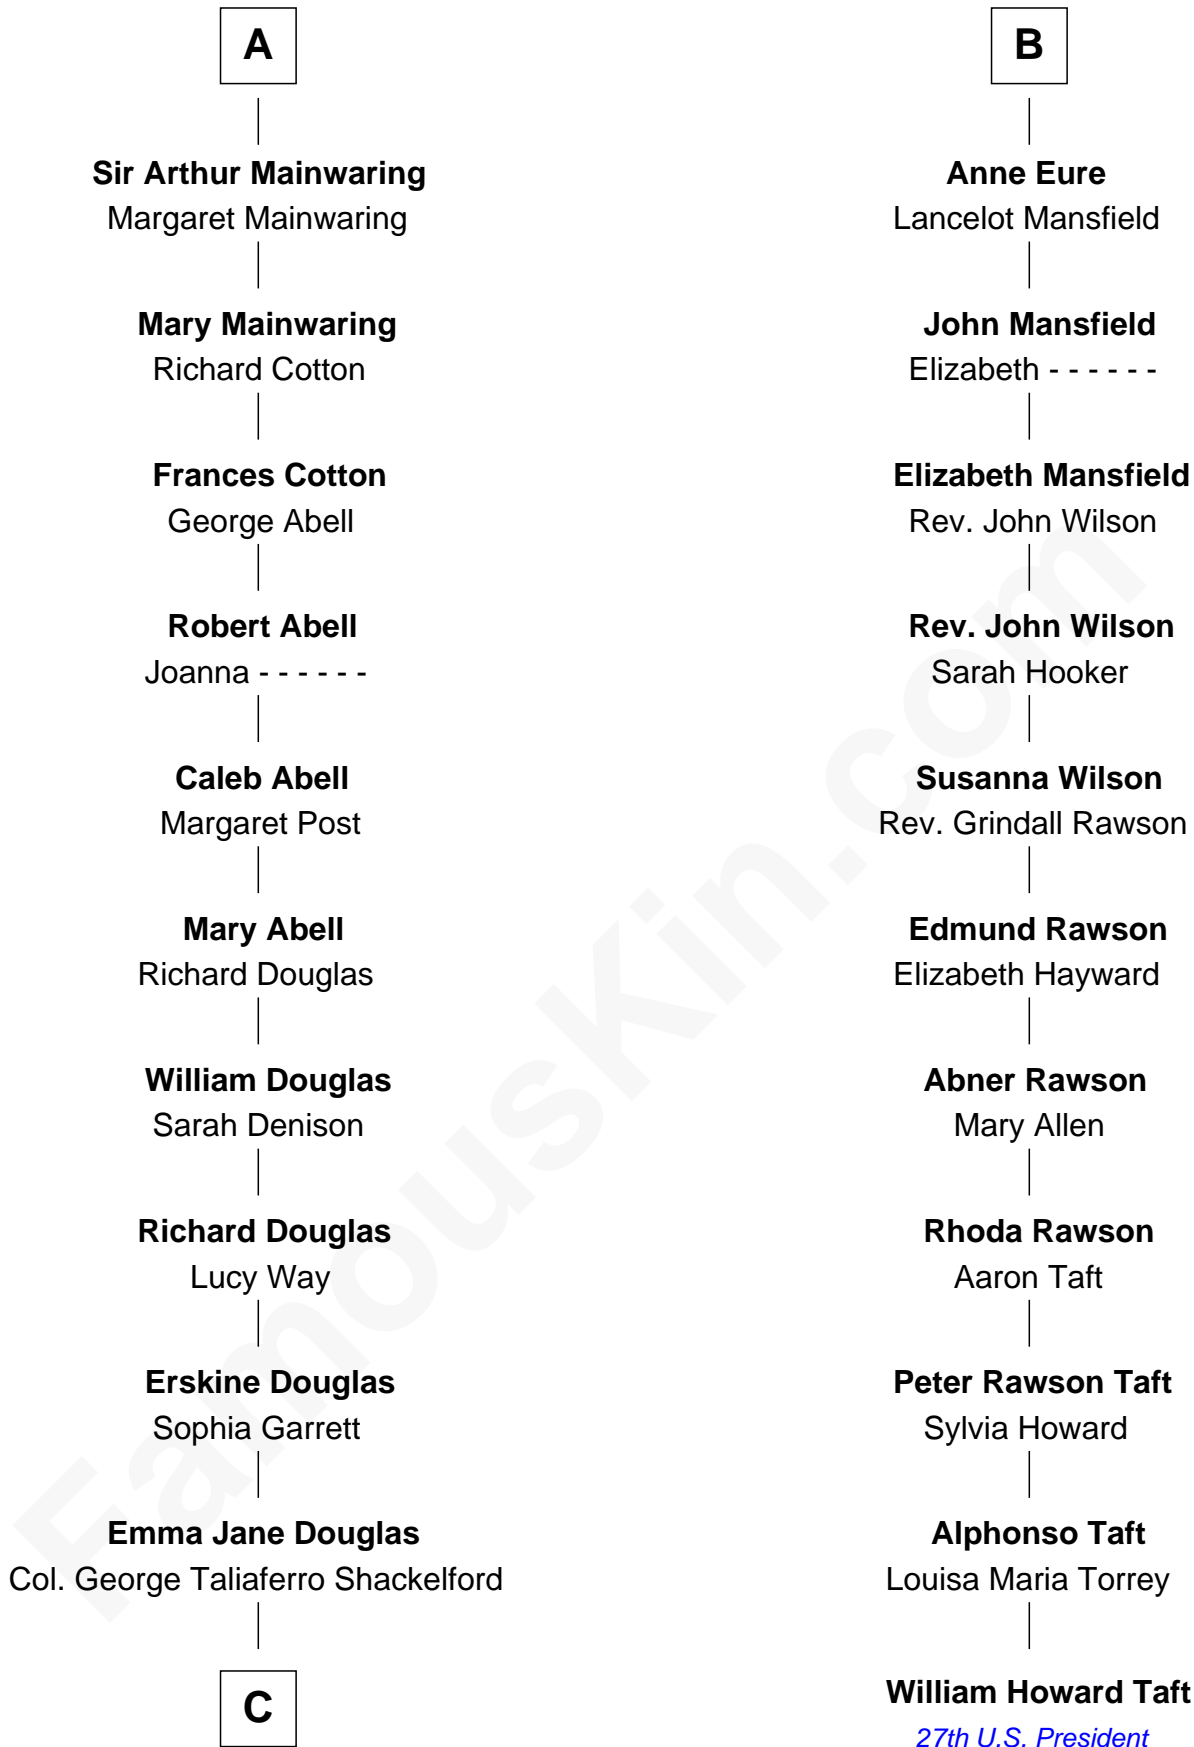 A
Sir Arthur Mainwaring
Margaret Mainwaring
Mary Mainwaring
Richard Cotton
Frances Cotton
George Abell
Robert Abell
Joanna - - - - - -
Caleb Abell
Margaret Post
Mary Abell
Richard Douglas
William Douglas
Sarah Denison
Richard Douglas
Lucy Way
Erskine Douglas
Sophia Garrett
Emma Jane Douglas
Col. George Taliaferro Shackelford
C
B
Anne Eure
Lancelot Mansfield
John Mansfield
Elizabeth - - - - - -
Elizabeth Mansfield
Rev. John Wilson
Rev. John Wilson
Sarah Hooker
Susanna Wilson
Rev. Grindall Rawson
Edmund Rawson
Elizabeth Hayward
Abner Rawson
Mary Allen
Rhoda Rawson
Aaron Taft
Peter Rawson Taft
Sylvia Howard
Alphonso Taft
Louisa Maria Torrey
William Howard Taft
27th U.S. President
FamousKin.com